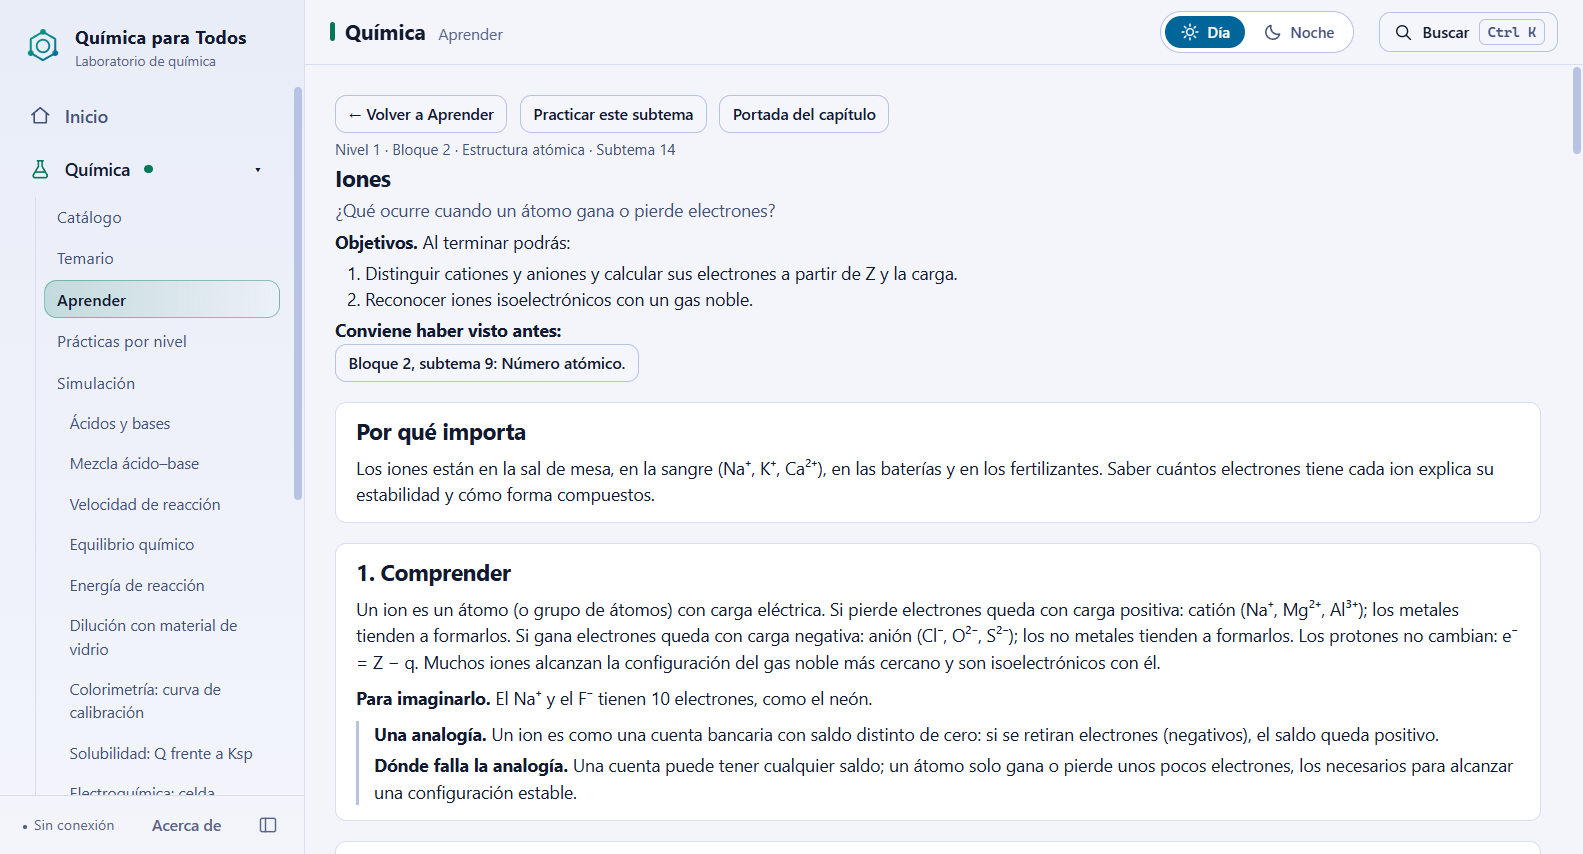 Química para Todos
Laboratorio de química
Inicio
Química
Catálogo
Temario
Aprender
Prácticas por nivel
Simulación
Ácidos y bases
Mezcla ácido–base
Velocidad de reacción
Equilibrio químico
Energía de reacción
Dilución con material de
vidrio
Colorimetría: curva de
calibración
Solubilidad: Q frente a Ksp
Electroquímica: celda
Sin conexión
Acerca de
Química Aprender
Día
Noche
Buscar Ctrl K
← Volver a Aprender
Practicar este subtema
Portada del capítulo
Nivel 1 · Bloque 2 · Estructura atómica · Subtema 14
Iones
¿Qué ocurre cuando un átomo gana o pierde electrones?
Objetivos. Al terminar podrás:
1. Distinguir cationes y aniones y calcular sus electrones a partir de Z y la carga.
2. Reconocer iones isoelectrónicos con un gas noble.
Conviene haber visto antes:
Bloque 2, subtema 9: Número atómico.
Por qué importa
Los iones están en la sal de mesa, en la sangre (Na⁺, K⁺, Ca²⁺), en las baterías y en los fertilizantes. Saber cuántos electrones tiene cada ion explica su
estabilidad y cómo forma compuestos.
1. Comprender
Un ion es un átomo (o grupo de átomos) con carga eléctrica. Si pierde electrones queda con carga positiva: catión (Na⁺, Mg²⁺, Al³⁺); los metales
tienden a formarlos. Si gana electrones queda con carga negativa: anión (Cl⁻, O²⁻, S²⁻); los no metales tienden a formarlos. Los protones no cambian: e⁻
= Z − q. Muchos iones alcanzan la configuración del gas noble más cercano y son isoelectrónicos con él.
Para imaginarlo. El Na⁺ y el F⁻ tienen 10 electrones, como el neón.
Una analogía. Un ion es como una cuenta bancaria con saldo distinto de cero: si se retiran electrones (negativos), el saldo queda positivo.
Dónde falla la analogía. Una cuenta puede tener cualquier saldo; un átomo solo gana o pierde unos pocos electrones, los necesarios para alcanzar
una configuración estable.